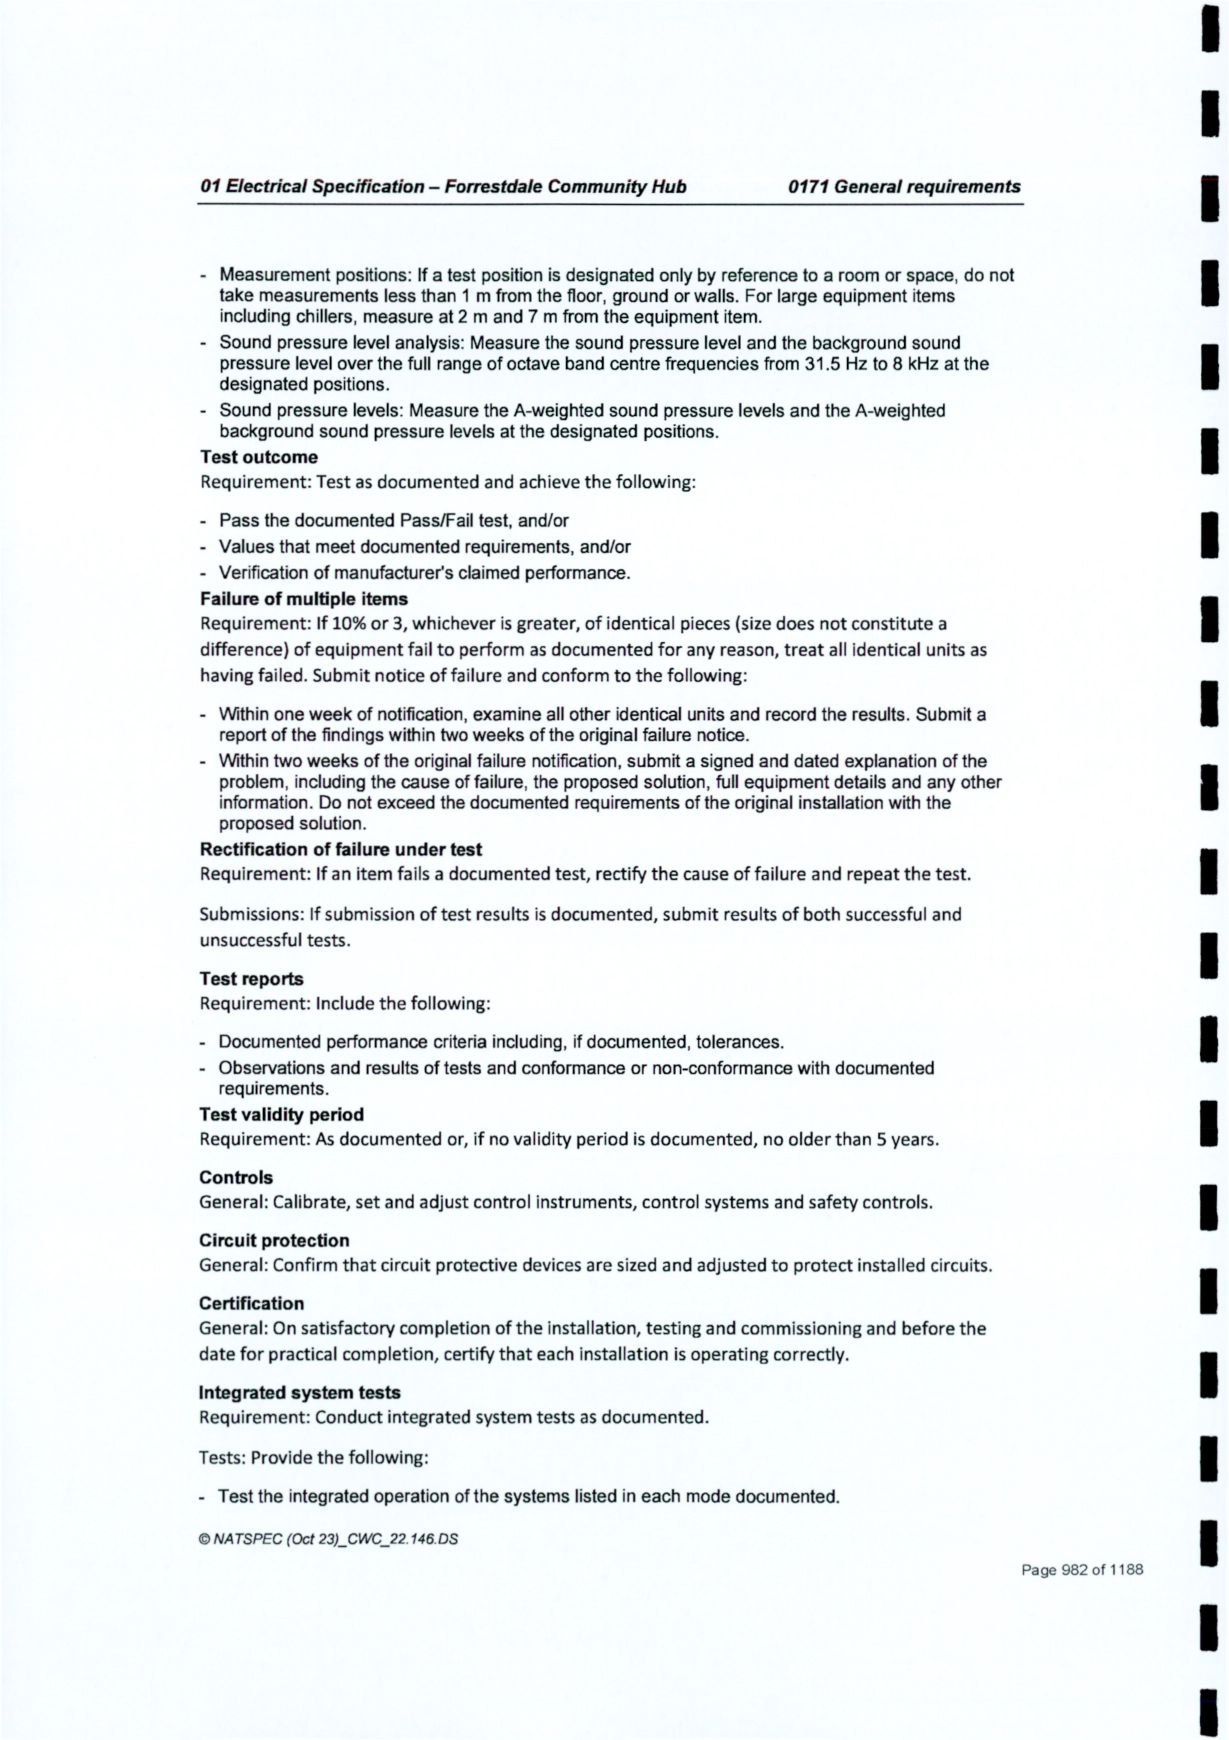 01 Electrical Specification – Forrestdale Community Hub 0171 General requirements
- Measurement positions: If a test position is designated only by reference to a room or space, do not
take measurements less than 1 m from the floor, ground or walls. For large equipment items
including chillers, measure at 2 m and 7 m from the equipment item.
- Sound pressure level analysis: Measure the sound pressure level and the background sound
pressure level over the full range of octave band centre frequencies from 31.5 Hz to 8 kHz at the
designated positions.
- Sound pressure levels: Measure the A-weighted sound pressure levels and the A-weighted
background sound pressure levels at the designated positions.
Test outcome
Requirement: Test as documented and achieve the following:
- Pass the documented Pass/Fail test, and/or
- Values that meet documented requirements, and/or
- Verification of manufacturer's claimed performance.
Failure of multiple items
Requirement: If 10% or 3, whichever is greater, of identical pieces (size does not constitute a
difference) of equipment fail to perform as documented for any reason, treat all identical units as
having failed. Submit notice of failure and conform to the following:
- Within one week of notification, examine all other identical units and record the results. Submit a
report of the findings within two weeks of the original failure notice.
- Within two weeks of the original failure notification, submit a signed and dated explanation of the
problem, including the cause of failure, the proposed solution, full equipment details and any other
information. Do not exceed the documented requirements of the original installation with the
proposed solution.
Rectification of failure under test
Requirement: If an item fails a documented test, rectify the cause of failure and repeat the test.
Submissions: If submission of test results is documented, submit results of both successful and
unsuccessful tests.
Test reports
Requirement: Include the following:
- Documented performance criteria including, if documented, tolerances.
- Observations and results of tests and conformance or non-conformance with documented
requirements.
Test validity period
Requirement: As documented or, if no validity period is documented, no older than 5 years.
Controls
General: Calibrate, set and adjust control instruments, control systems and safety controls.
Circuit protection
General: Confirm that circuit protective devices are sized and adjusted to protect installed circuits.
Certification
General: On satisfactory completion of the installation, testing and commissioning and before the
date for practical completion, certify that each installation is operating correctly.
Integrated system tests
Requirement: Conduct integrated system tests as documented.
Tests: Provide the following:
- Test the integrated operation of the systems listed in each mode documented.
© NATSPEC (Oct 23)_CWC_22.146.DS
Page 982 of 1188